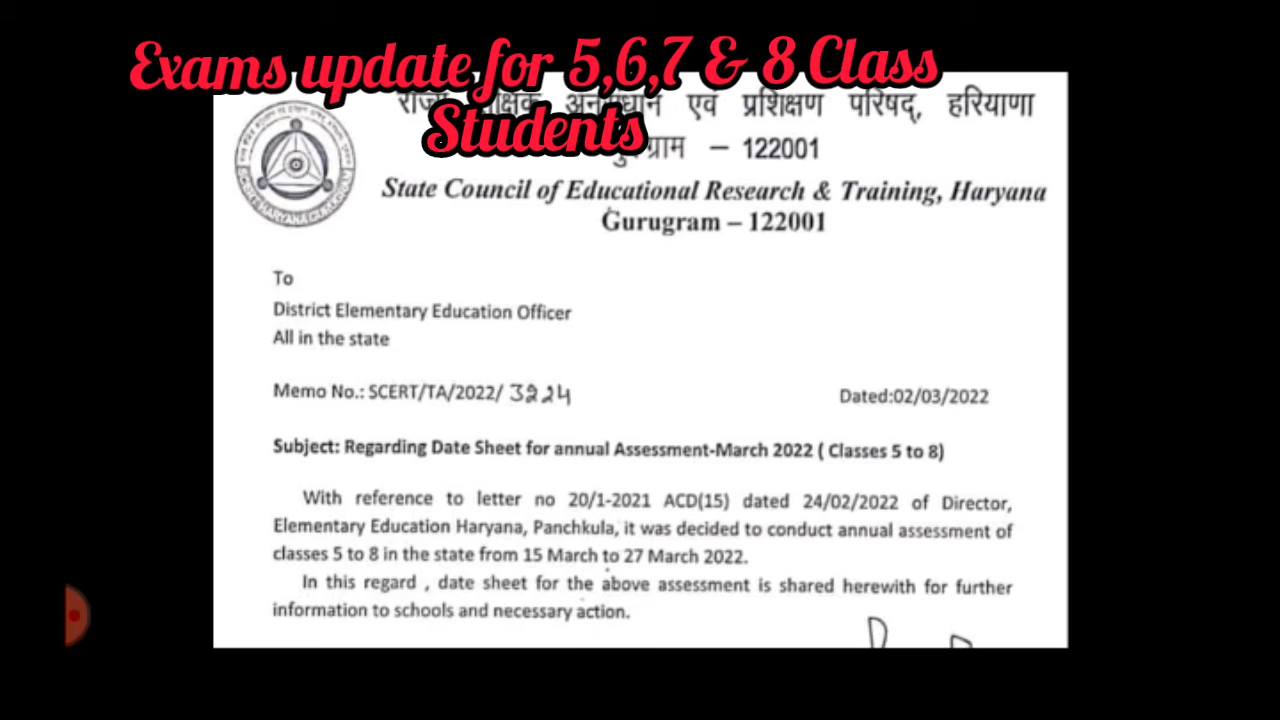 Exams update for 5,6,7 & 8 Class
Students
राज्य शैक्षिक अनुसंधान एवं प्रशिक्षण परिषद्, हरियाणा
गुरुग्राम – 122001
State Council of Educational Research & Training, Haryana
Gurugram – 122001
To
District Elementary Education Officer
All in the state
Memo No.: SCERT/TA/2022/ 3224
Dated:02/03/2022
Subject: Regarding Date Sheet for annual Assessment-March 2022 ( Classes 5 to 8)
With reference to letter no 20/1-2021 ACD(15) dated 24/02/2022 of Director,
Elementary Education Haryana, Panchkula, it was decided to conduct annual assessment of
classes 5 to 8 in the state from 15 March to 27 March 2022.
In this regard , date sheet for the above assessment is shared herewith for further
information to schools and necessary action.